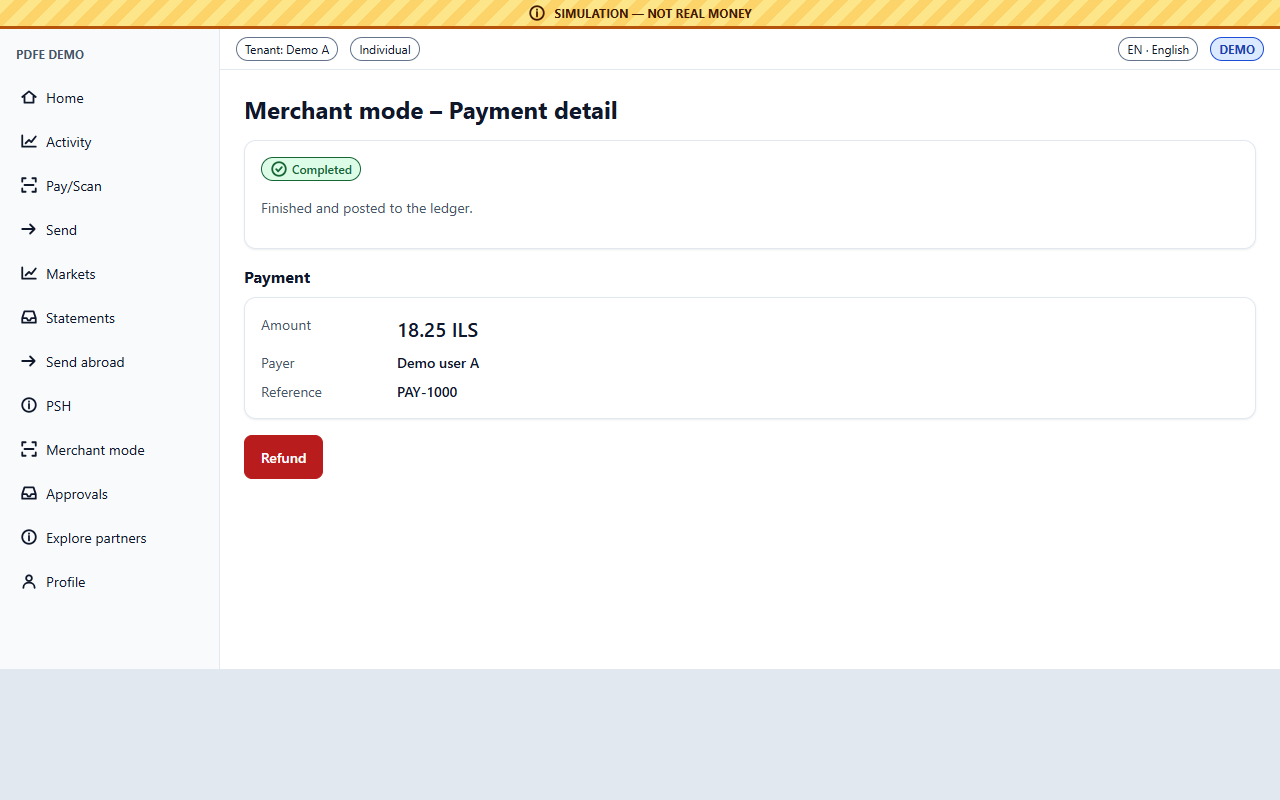 SIMULATION — NOT REAL MONEY
PDFE DEMO
Tenant: Demo A
Individual
EN · English
DEMO
Home
Activity
Pay/Scan
Send
Markets
Statements
Send abroad
PSH
Merchant mode
Approvals
Explore partners
Profile
Merchant mode – Payment detail
Completed
Finished and posted to the ledger.
Payment
Amount 18.25 ILS
Payer Demo user A
Reference PAY-1000
Refund